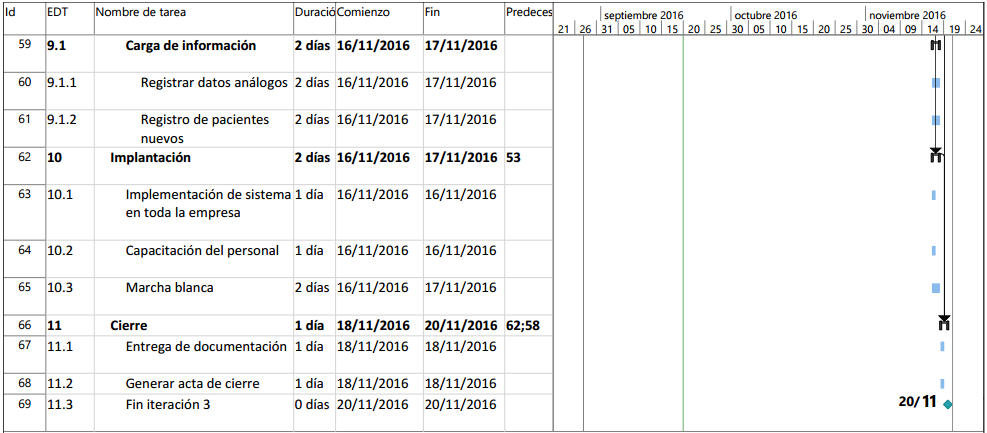 Id EDT Nombre de tarea Duració Comienzo Fin Predeces septiembre 2016 octubre 2016 noviembre 2016
21 26 31 05 10 15 20 25 30 05 10 15 20 25 30 04 09 14 19 24
59 9.1 Carga de información 2 días 16/11/2016 17/11/2016
60 9.1.1 Registrar datos análogos 2 días 16/11/2016 17/11/2016
61 9.1.2 Registro de pacientes 2 días 16/11/2016 17/11/2016
nuevos
62 10 Implantación 2 días 16/11/2016 17/11/2016 53
63 10.1 Implementación de sistema 1 día 16/11/2016 16/11/2016
en toda la empresa
64 10.2 Capacitación del personal 1 día 16/11/2016 16/11/2016
65 10.3 Marcha blanca 2 días 16/11/2016 17/11/2016
66 11 Cierre 1 día 18/11/2016 20/11/2016 62;58
67 11.1 Entrega de documentación 1 día 18/11/2016 18/11/2016
68 11.2 Generar acta de cierre 1 día 18/11/2016 18/11/2016
69 11.3 Fin iteración 3 0 días 20/11/2016 20/11/2016 20/11